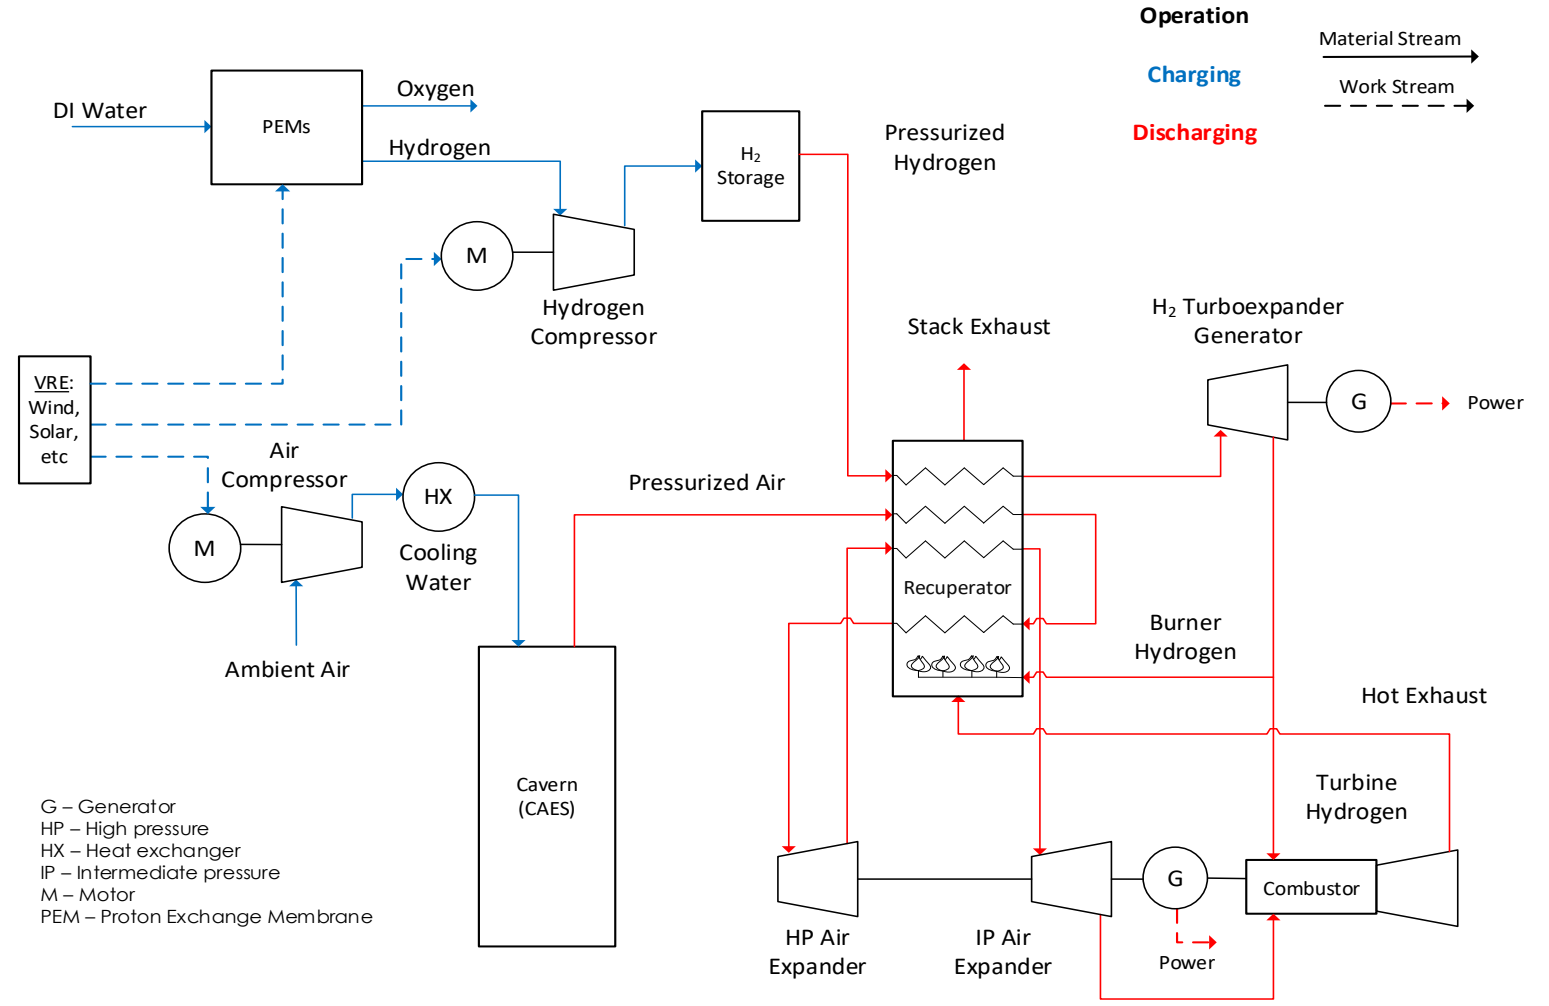 Operation
Material Stream
Charging
Work Stream
Discharging
DI Water
PEMs
Oxygen
Hydrogen
H2
Storage
Pressurized
Hydrogen
M
Hydrogen
Compressor
Stack Exhaust
H2 Turboexpander
Generator
G
Power
VRE:
Wind,
Solar,
etc
Air
Compressor
M
HX
Cooling
Water
Ambient Air
Pressurized Air
Recuperator
Burner
Hydrogen
Hot Exhaust
Cavern
(CAES)
Turbine
Hydrogen
G
Combustor
Power
HP Air
Expander
IP Air
Expander
G – Generator
HP – High pressure
HX – Heat exchanger
IP – Intermediate pressure
M – Motor
PEM – Proton Exchange Membrane